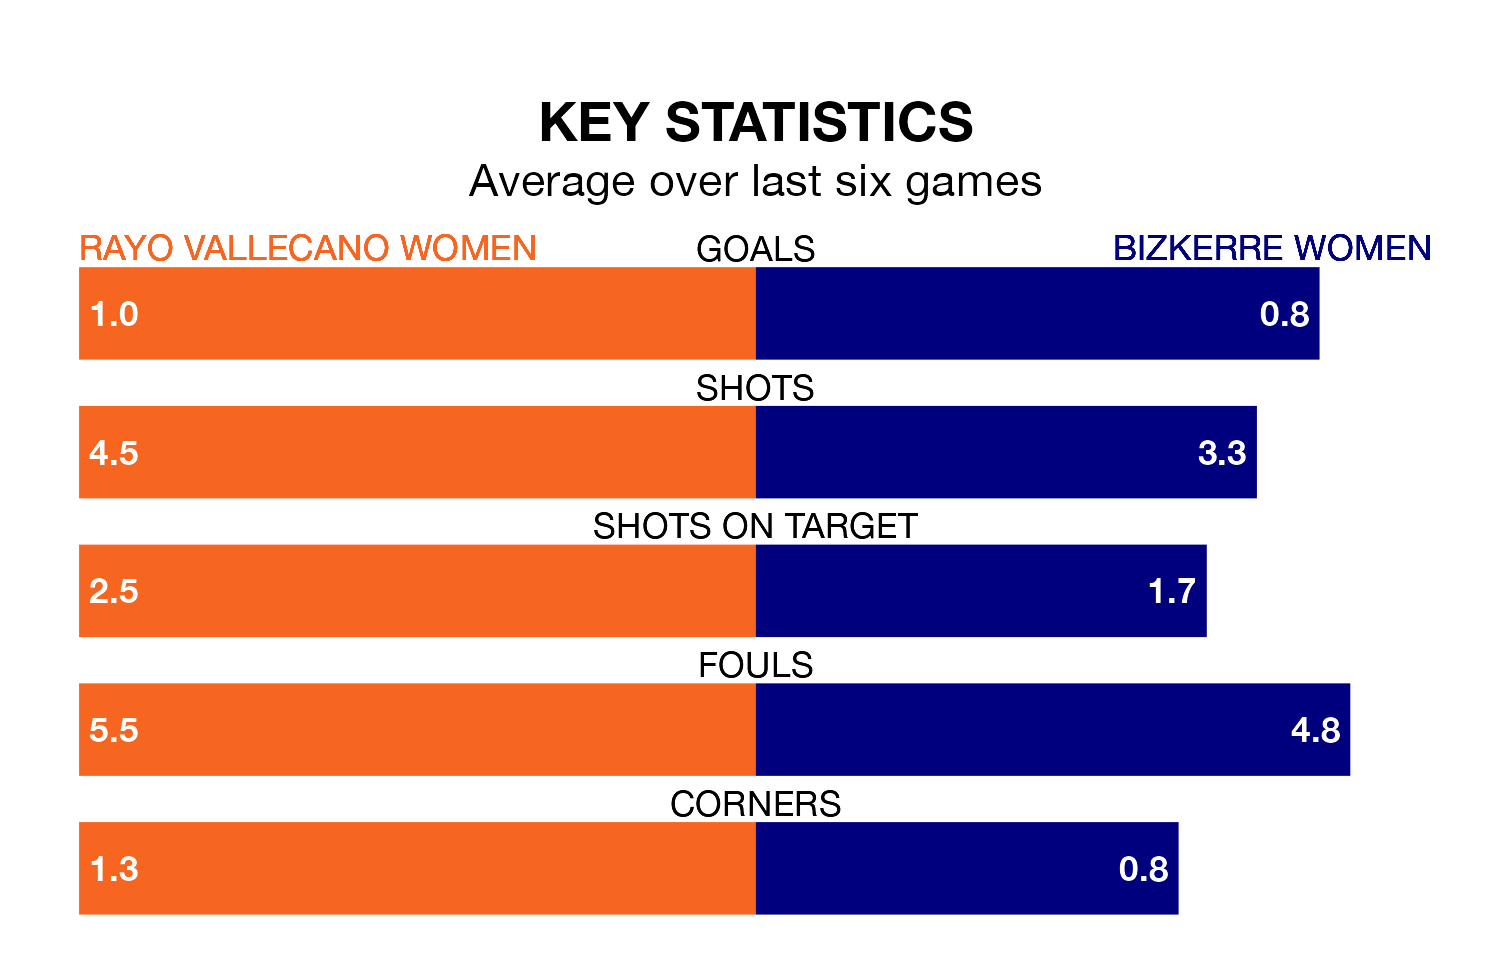 KEY STATISTICS
Average over last six games
RAYO VALLECANO WOMEN GOALS BIZKERRE WOMEN
1.0 0.8
SHOTS
4.5 3.3
SHOTS ON TARGET
2.5 1.7
FOULS
5.5 4.8
CORNERS
1.3 0.8